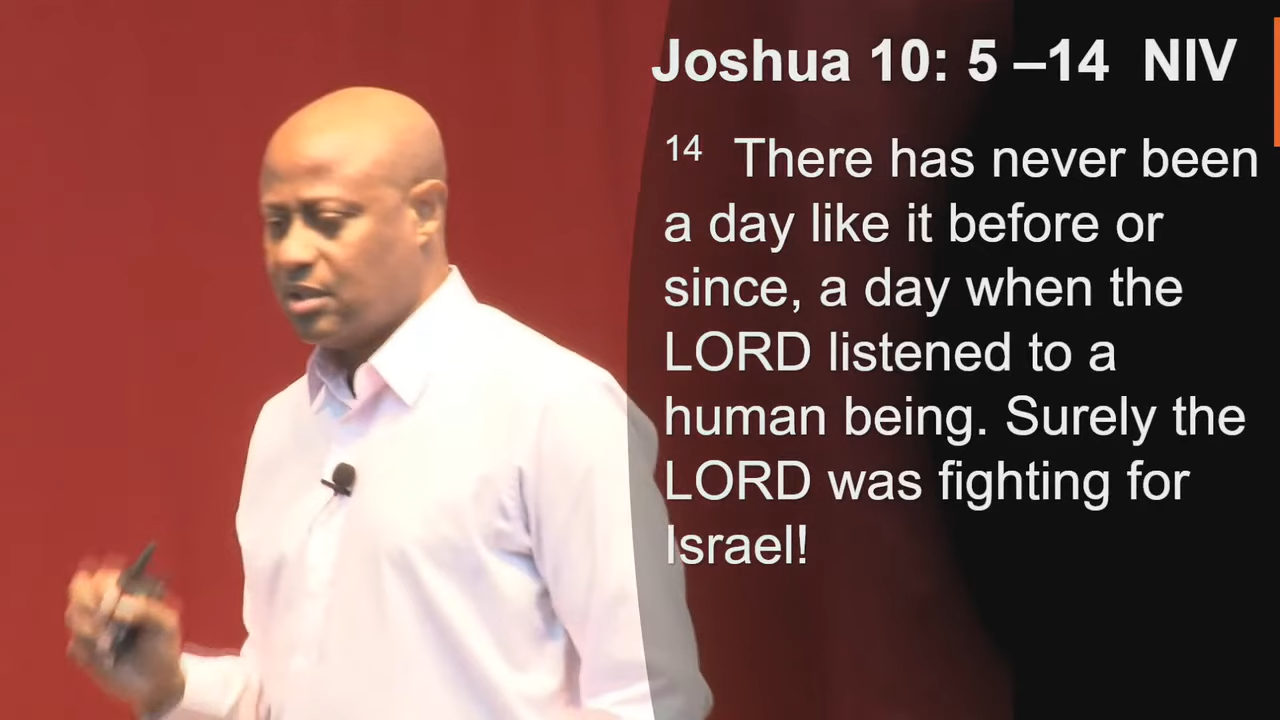 Joshua 10: 5 –14 NIV
14 There has never been
a day like it before or
since, a day when the
LORD listened to a
human being. Surely the
LORD was fighting for
Israel!